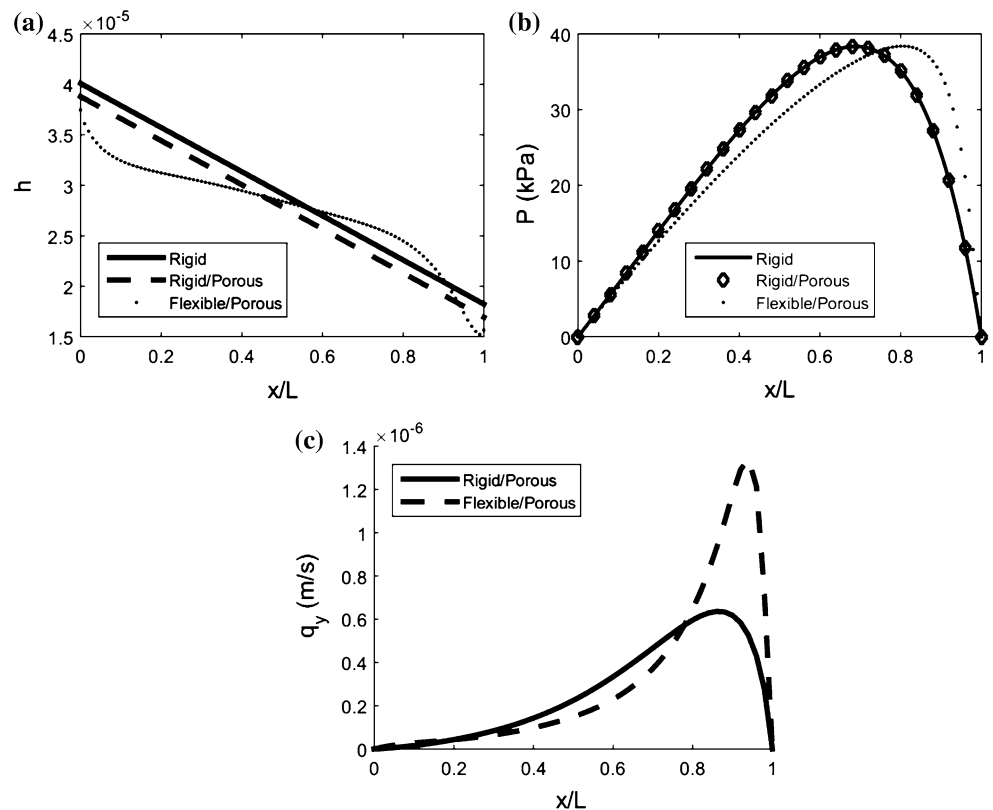 (a)
×10⁻⁵
4.5
4
3.5
3
2.5
2
1.5
h
Rigid
Rigid/Porous
Flexible/Porous
0 0.2 0.4 0.6 0.8 1
x/L
(b)
40
30
20
10
0
P (kPa)
Rigid
Rigid/Porous
Flexible/Porous
0 0.2 0.4 0.6 0.8 1
x/L
(c)
×10⁻⁶
1.4
1.2
1
0.8
0.6
0.4
0.2
0
q_y (m/s)
Rigid/Porous
Flexible/Porous
0 0.2 0.4 0.6 0.8 1
x/L